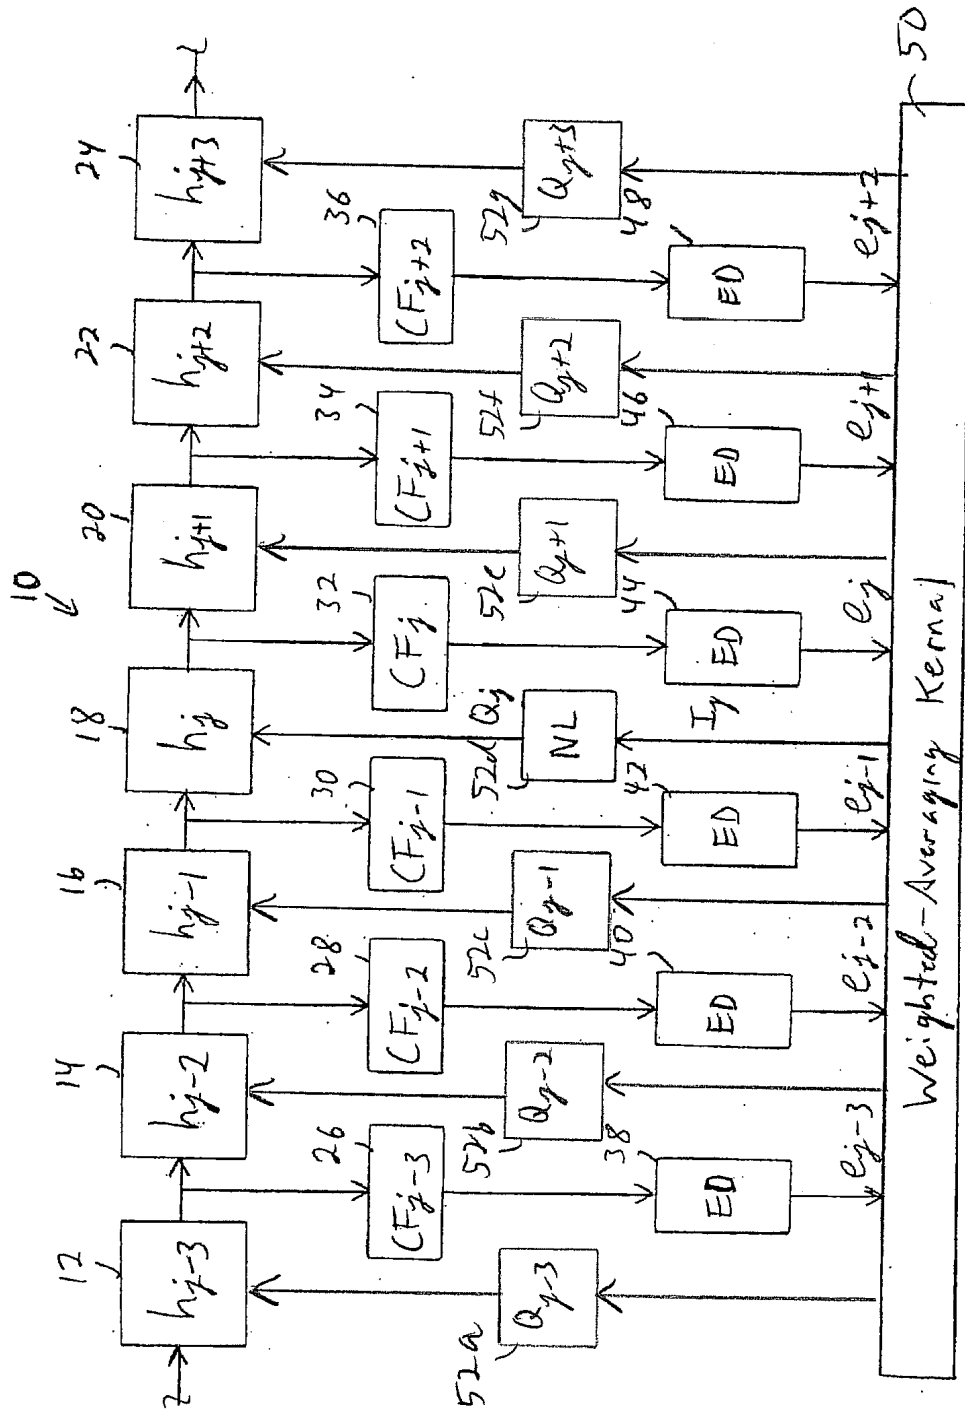 10
12 14 16 18 20 22 24
hj-3 hj-2 hj-1 hj hj+1 hj+2 hj+3
26 28 30 32 34 36
CFj-3 CFj-2 CFj-1 CFj CFj+1 CFj+2
52a 52b 52c 52d Qj 52e 52f 52g
Qj-3 Qj-2 Qj-1 NL Qj+1 Qj+2 Qj+3
38 40 42 44 46 48
ED ED ED ED ED ED
Ij
ej-3 ej-2 ej-1 ej ej+1 ej+2
50
Weighted-Averaging Kernal